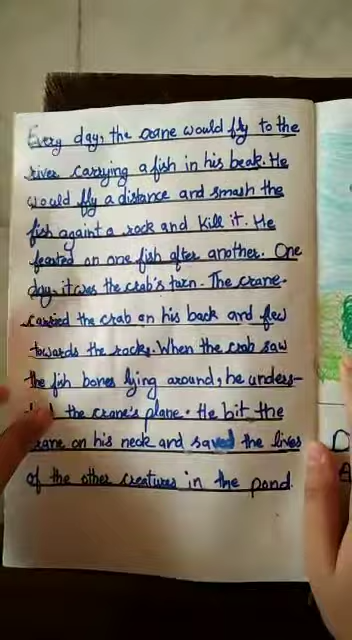 Every day, the crane would fly to the
river carrying a fish in his beak. He
would fly a distance and smash the
fish againt a rock and kill it. He
feasted on one fish after another. One
day, it was the crab's turn. The crane
carried the crab on his back and flew
towards the rocks. When the crab saw
the fish bones lying around, he unders-
the crane's plane. He bit the
crane on his neck and saved the lives
of the other creatures in the pond.